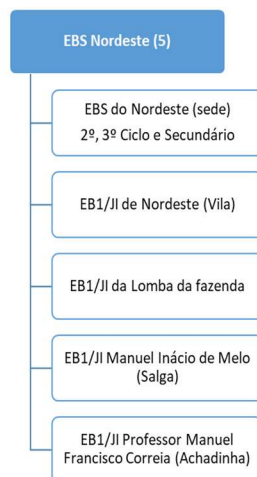 EBS Nordeste (5)
EBS do Nordeste (sede)
2º, 3º Ciclo e Secundário
EB1/JI de Nordeste (Vila)
EB1/JI da Lomba da fazenda
EB1/JI Manuel Inácio de Melo
(Salga)
EB1/JI Professor Manuel
Francisco Correia (Achadinha)